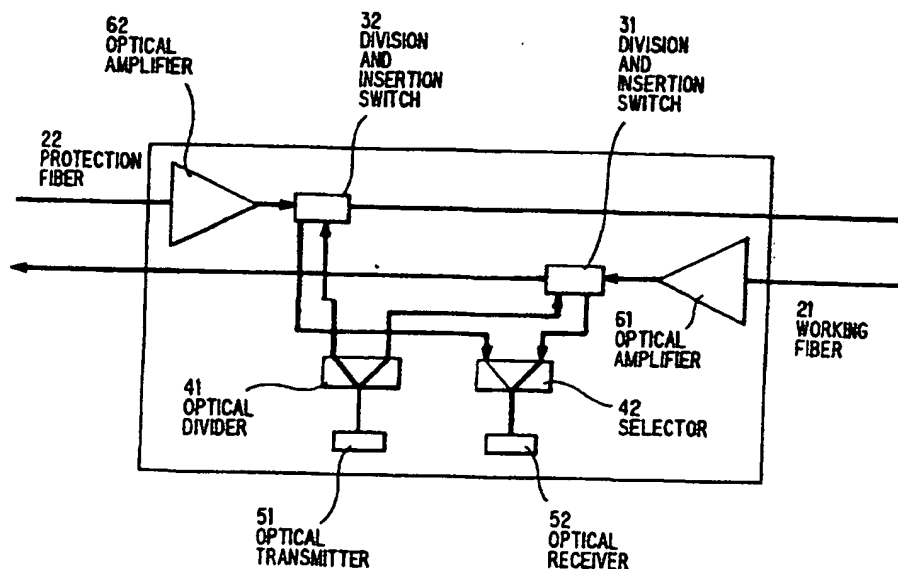 62
OPTICAL
AMPLIFIER
32
DIVISION
AND
INSERTION
SWITCH
31
DIVISION
AND
INSERTION
SWITCH
22
PROTECTION
FIBER
61
OPTICAL
AMPLIFIER
21
WORKING
FIBER
41
OPTICAL
DIVIDER
42
SELECTOR
51
OPTICAL
TRANSMITTER
52
OPTICAL
RECEIVER